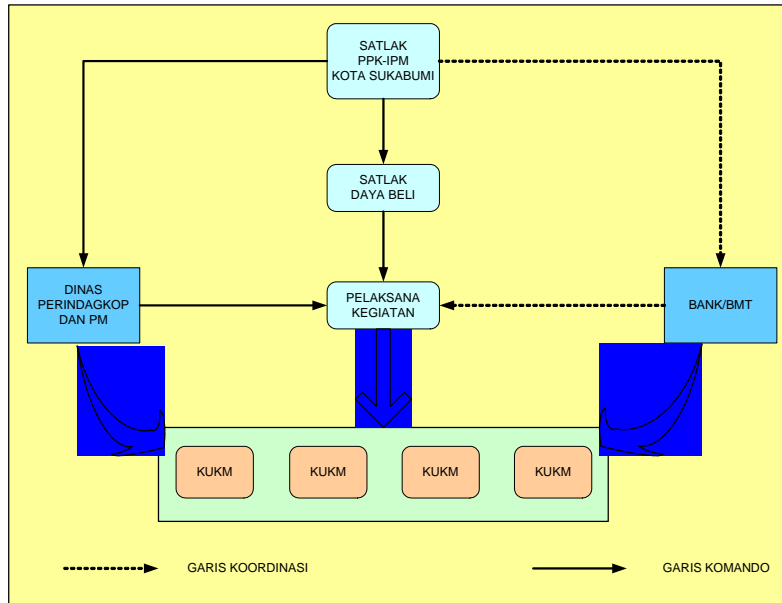 SATLAK
PPK-IPM
KOTA SUKABUMI
SATLAK
DAYA BELI
DINAS
PERINDAGKOP
DAN PM
PELAKSANA
KEGIATAN
BANK/BMT
KUKM
KUKM
KUKM
KUKM
GARIS KOORDINASI
GARIS KOMANDO